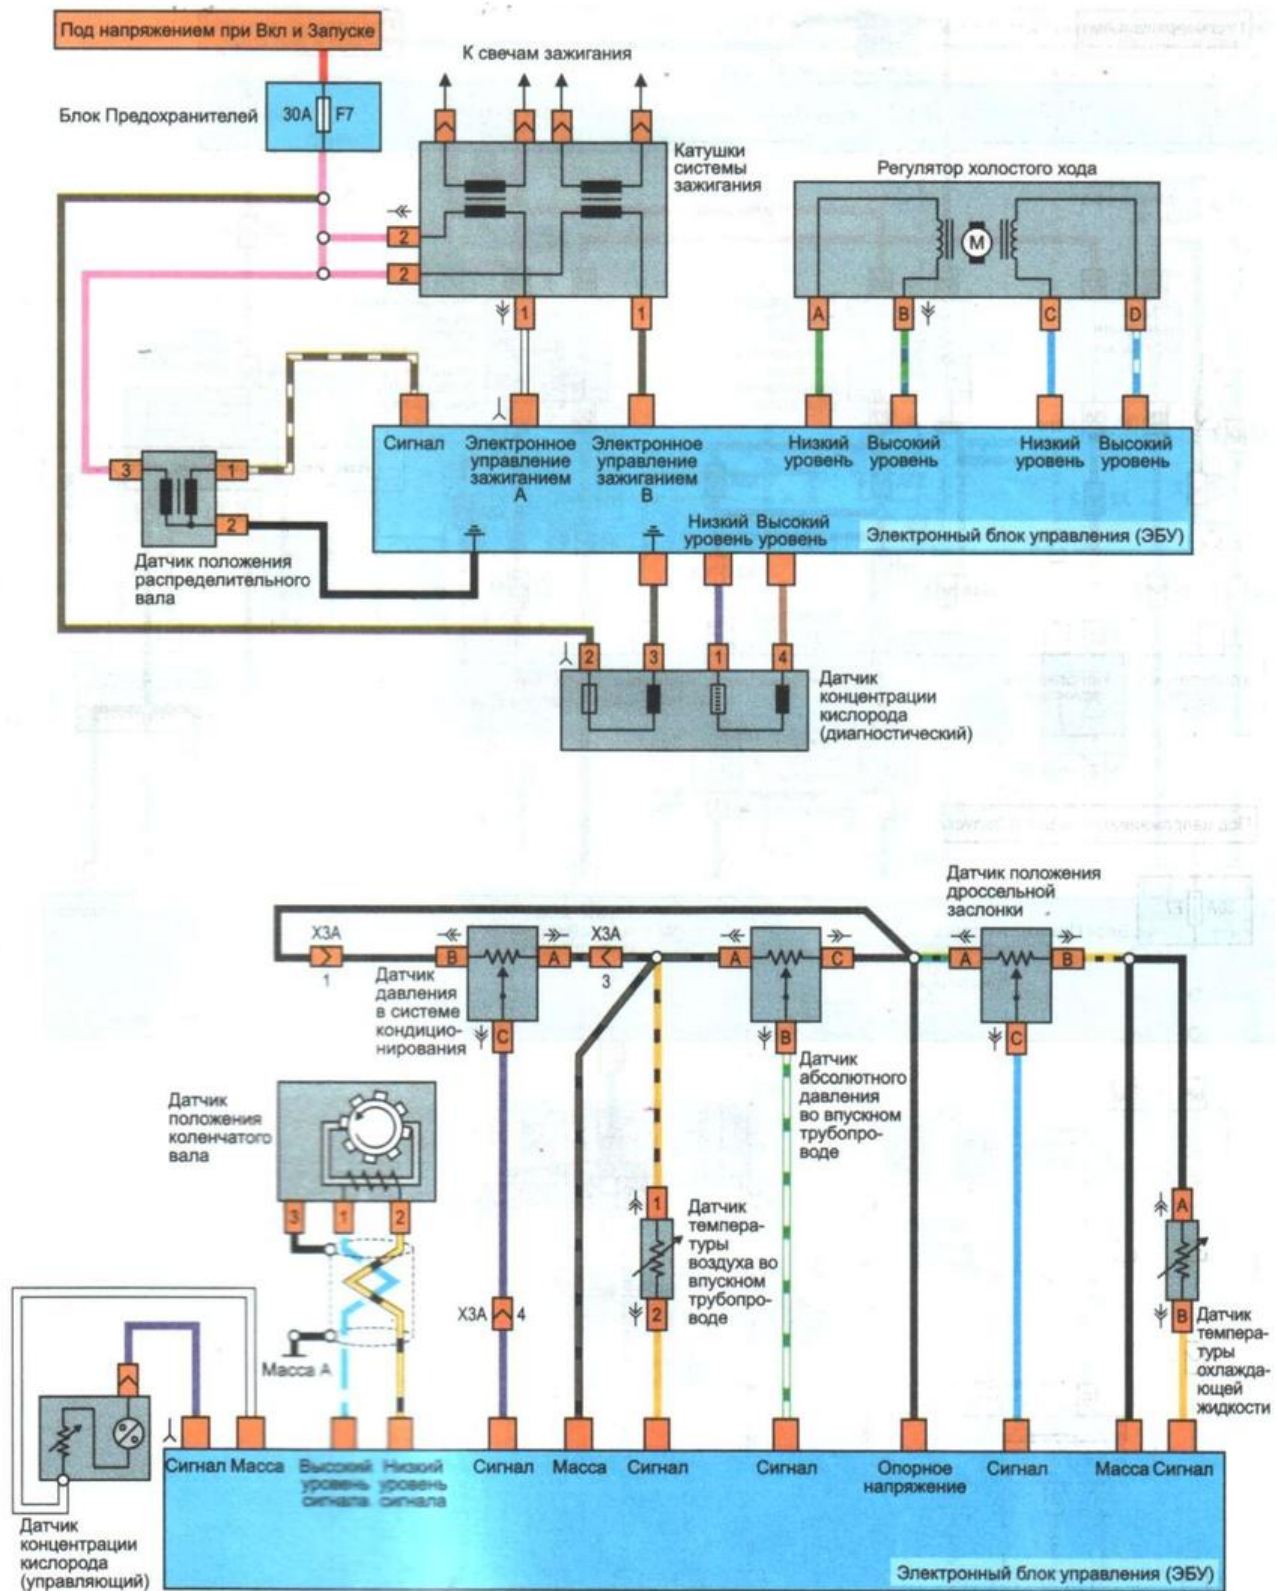 Под напряжением при Вкл и Запуске
К свечам зажигания
Блок Предохранителей
30А F7
Катушки
системы
зажигания
Регулятор холостого хода
M
2
2
1
1
A
B
C
D
Сигнал
Электронное
управление
зажиганием
А
Электронное
управление
зажиганием
В
Низкий
уровень
Высокий
уровень
Низкий
уровень
Высокий
уровень
3
1
2
Датчик положения
распределительного
вала
Низкий
уровень
Высокий
уровень
Электронный блок управления (ЭБУ)
2
3
1
4
Датчик
концентрации
кислорода
(диагностический)
Датчик положения
дроссельной
заслонки
Х3А
1
B
A
Х3А
3
A
C
A
B
Датчик
давления
в системе
кондицио-
нирования
C
B
C
Датчик
абсолютного
давления
во впускном
трубопро-
воде
Датчик
положения
коленчатого
вала
3
1
2
1
Датчик
темпера-
туры
воздуха во
впускном
трубопро-
воде
2
A
B
Датчик
темпера-
туры
охлажда-
ющей
жидкости
Х3А
4
Масса А
Сигнал
Масса
Высокий
уровень
сигнала
Низкий
уровень
сигнала
Сигнал
Масса
Сигнал
Сигнал
Опорное
напряжение
Сигнал
Масса
Сигнал
Датчик
концентрации
кислорода
(управляющий)
Электронный блок управления (ЭБУ)